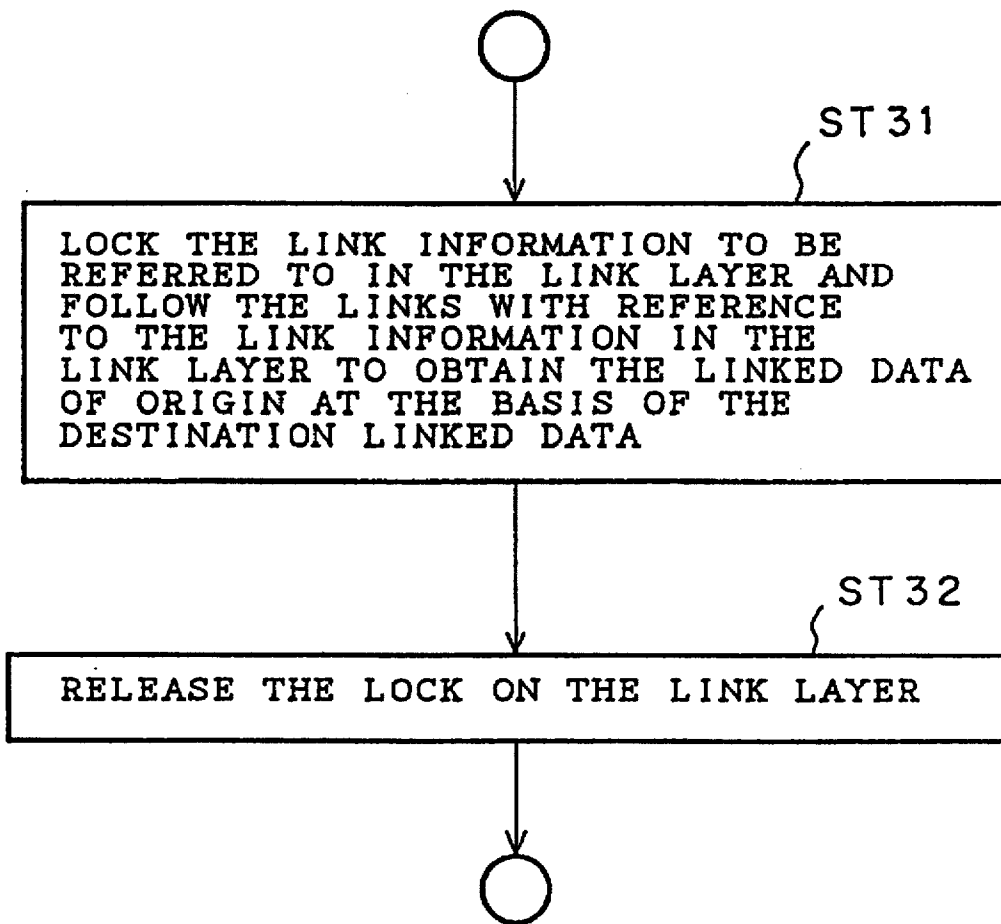 ST31
LOCK THE LINK INFORMATION TO BE
REFERRED TO IN THE LINK LAYER AND
FOLLOW THE LINKS WITH REFERENCE
TO THE LINK INFORMATION IN THE
LINK LAYER TO OBTAIN THE LINKED DATA
OF ORIGIN AT THE BASIS OF THE
DESTINATION LINKED DATA
ST32
RELEASE THE LOCK ON THE LINK LAYER